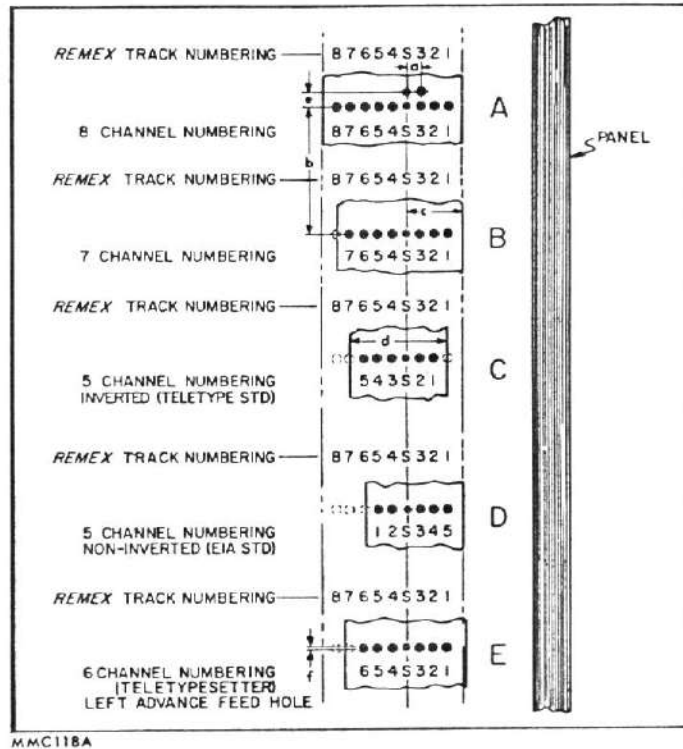 REMEX TRACK NUMBERING 87654S321
a
e
A
8 CHANNEL NUMBERING 87654S321
PANEL
b
REMEX TRACK NUMBERING 87654S321
c
B
7 CHANNEL NUMBERING 7654S321
REMEX TRACK NUMBERING 87654S321
d
C
5 CHANNEL NUMBERING 543S21
INVERTED (TELETYPE STD)
REMEX TRACK NUMBERING 87654S321
D
5 CHANNEL NUMBERING 12S345
NON-INVERTED (EIA STD)
REMEX TRACK NUMBERING 87654S321
E
6 CHANNEL NUMBERING 654S321
(TELETYPESETTER) f
LEFT ADVANCE FEED HOLE
MMC118A